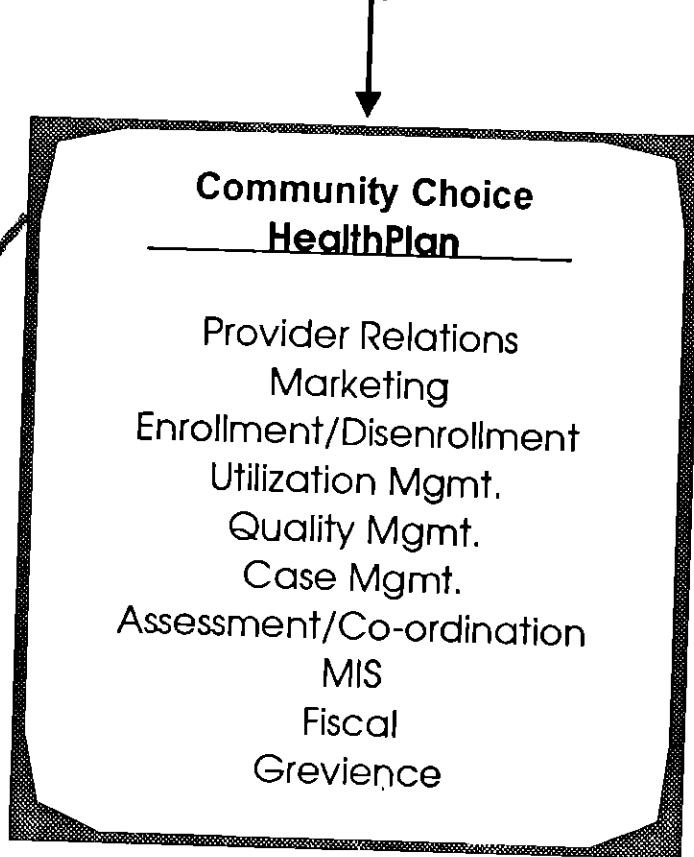 Community Choice
HealthPlan
Provider Relations
Marketing
Enrollment/Disenrollment
Utilization Mgmt.
Quality Mgmt.
Case Mgmt.
Assessment/Co-ordination
MIS
Fiscal
Grevience